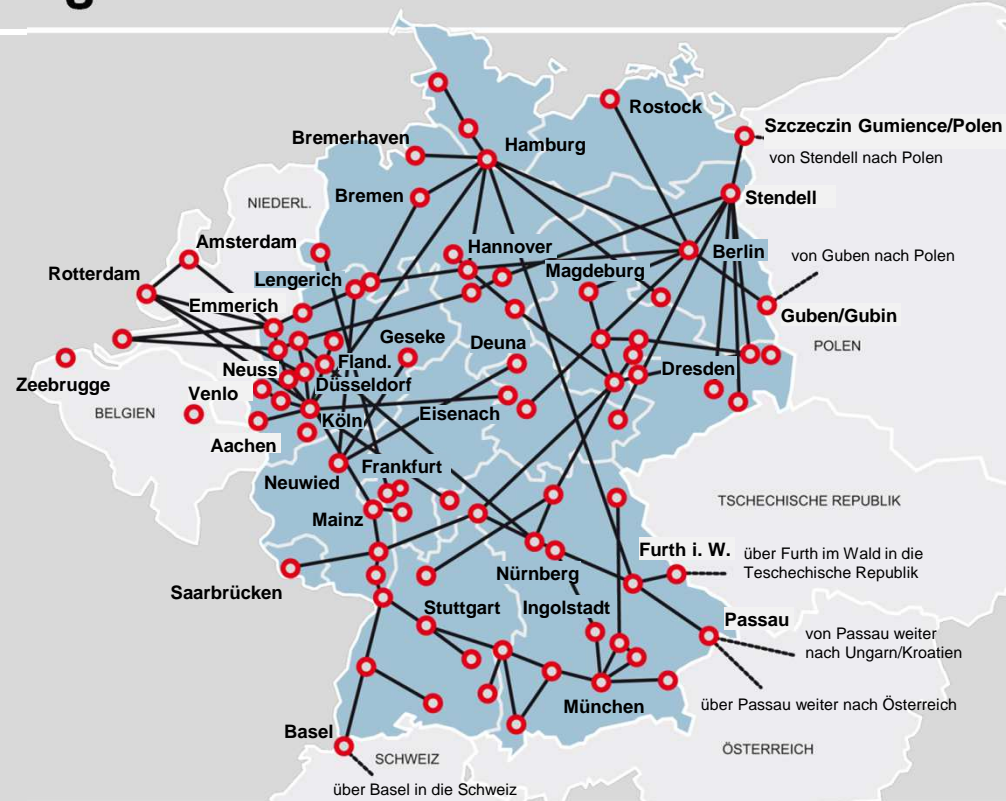 Rostock
Szczeczin Gumience/Polen
Bremerhaven
Hamburg
von Stendell nach Polen
Bremen
Stendell
NIEDERL.
Amsterdam
Hannover
Berlin
von Guben nach Polen
Rotterdam
Lengerich
Magdeburg
Emmerich
Guben/Gubin
Geseke
Deuna
POLEN
Fland.
Neuss
Dresden
Zeebrugge
Düsseldorf
Venlo
BELGIEN
Eisenach
Köln
Aachen
Frankfurt
Neuwied
TSCHECHISCHE REPUBLIK
Mainz
Furth i. W.
über Furth im Wald in die
Teschechische Republik
Nürnberg
Saarbrücken
Stuttgart
Ingolstadt
Passau
von Passau weiter
nach Ungarn/Kroatien
München
über Passau weiter nach Österreich
Basel
SCHWEIZ
ÖSTERREICH
über Basel in die Schweiz